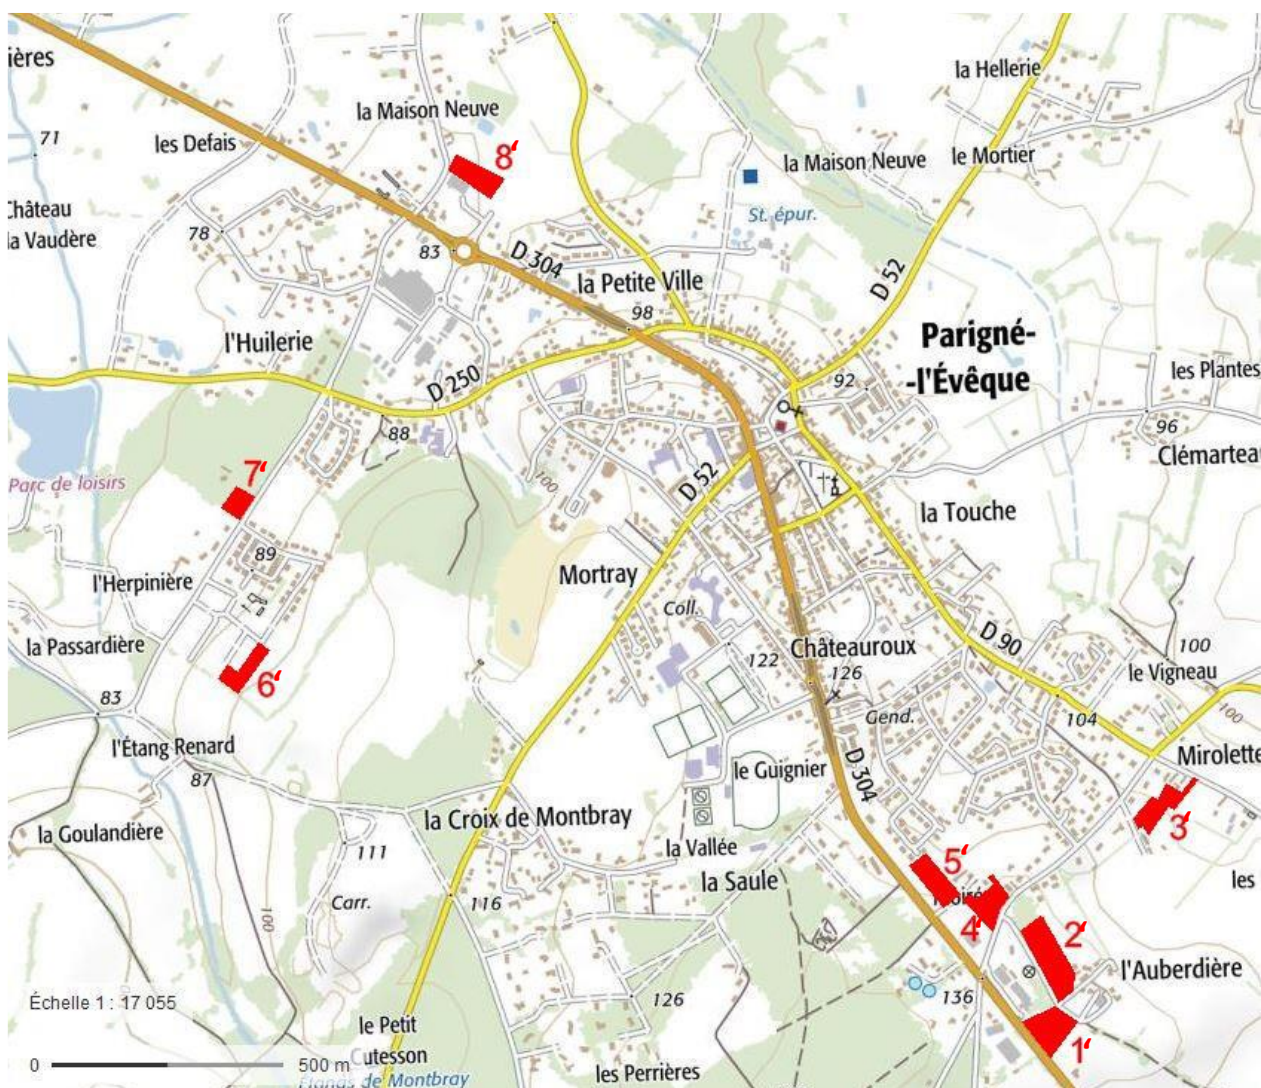 ières
la Hellerie
la Maison Neuve
71
les Defais
8'
la Maison Neuve
le Mortier
Château
la Vaudère
St. épur.
78
83
D 304
la Petite Ville
D 52
98
l'Huilerie
Parigné-
-l'Évêque
D 250
92
les Plantes
88
96
Clémartea
7'
100
D 52
Parc de loisirs
la Touche
89
l'Herpinière
Mortray
Coll.
la Passardière
122
Châteauroux
D 90
100
le Vigneau
6'
126
83
Gend.
104
100
l'Étang Renard
Mirolette
87
le Guignier
D 304
la Croix de Montbray
3'
la Goulandière
111
la Vallée
5'
la Saule
les
116
Carr.
100
4'
2'
l'Auberdière
126
136
Échelle 1 : 17 055
le Petit
Cutesson
1'
0
500 m
les Perrières
Étangs de Montbray